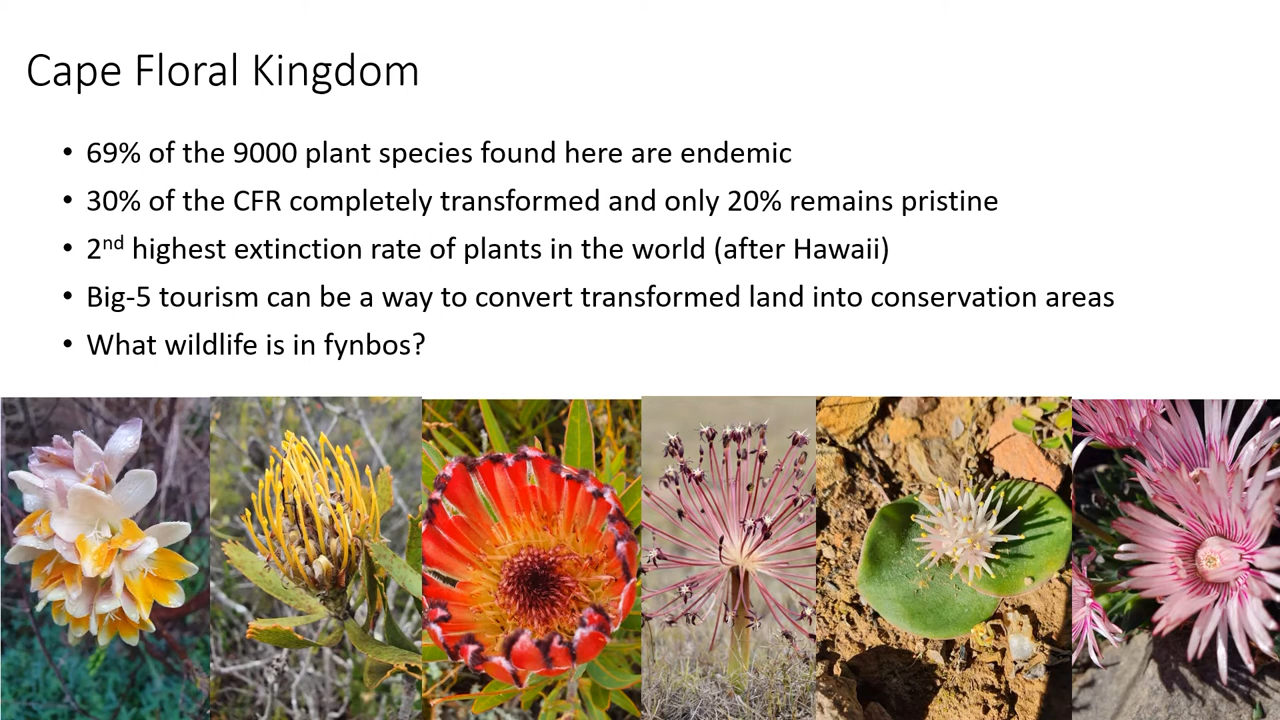 Cape Floral Kingdom
• 69% of the 9000 plant species found here are endemic
• 30% of the CFR completely transformed and only 20% remains pristine
• 2nd highest extinction rate of plants in the world (after Hawaii)
• Big-5 tourism can be a way to convert transformed land into conservation areas
• What wildlife is in fynbos?